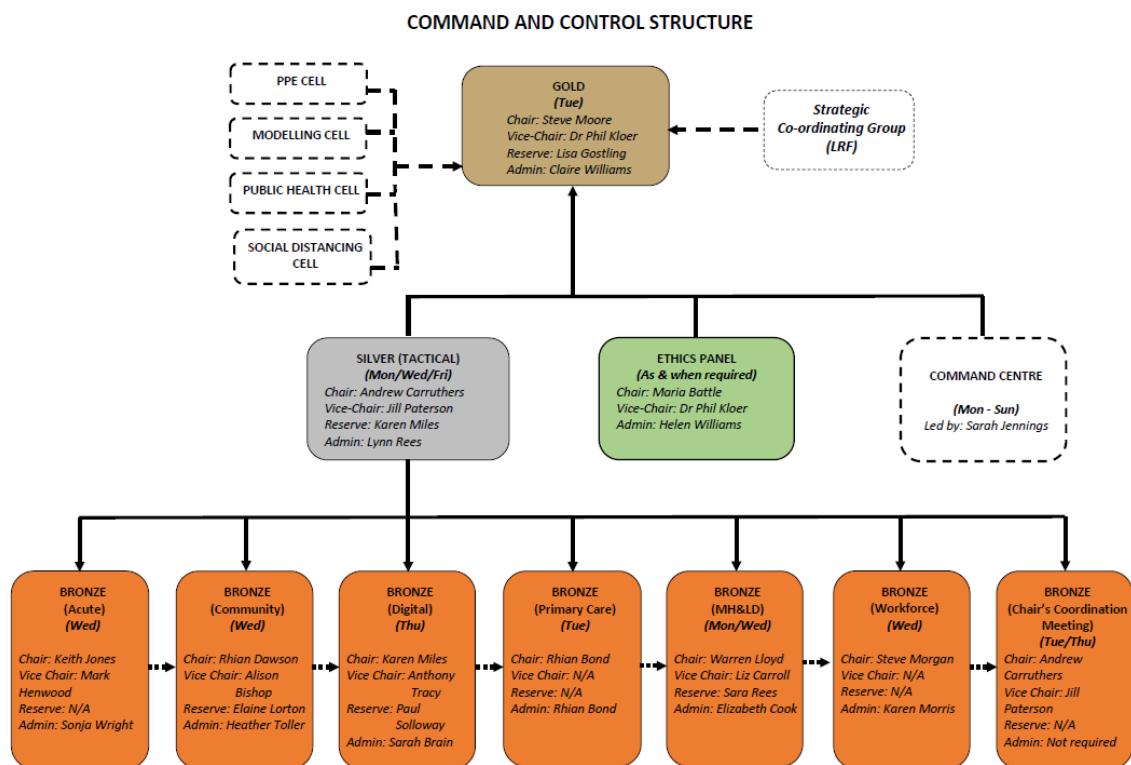 COMMAND AND CONTROL STRUCTURE
PPE CELL
MODELLING CELL
PUBLIC HEALTH CELL
SOCIAL DISTANCING
CELL
GOLD
(Tue)
Chair: Steve Moore
Vice-Chair: Dr Phil Kloer
Reserve: Lisa Gostling
Admin: Claire Williams
Strategic
Co-ordinating Group
(LRF)
SILVER (TACTICAL)
(Mon/Wed/Fri)
Chair: Andrew Carruthers
Vice-Chair: Jill Paterson
Reserve: Karen Miles
Admin: Lynn Rees
ETHICS PANEL
(As & when required)
Chair: Maria Battle
Vice-Chair: Dr Phil Kloer
Admin: Helen Williams
COMMAND CENTRE
(Mon - Sun)
Led by: Sarah Jennings
BRONZE
(Acute)
(Wed)
Chair: Keith Jones
Vice Chair: Mark
Henwood
Reserve: N/A
Admin: Sonja Wright
BRONZE
(Community)
(Wed)
Chair: Rhian Dawson
Vice Chair: Alison
Bishop
Reserve: Elaine Lorton
Admin: Heather Toller
BRONZE
(Digital)
(Thu)
Chair: Karen Miles
Vice Chair: Anthony
Tracy
Reserve: Paul
Solloway
Admin: Sarah Brain
BRONZE
(Primary Care)
(Tue)
Chair: Rhian Bond
Vice Chair: N/A
Reserve: N/A
Admin: Rhian Bond
BRONZE
(MH&LD)
(Mon/Wed)
Chair: Warren Lloyd
Vice Chair: Liz Carroll
Reserve: Sara Rees
Admin: Elizabeth Cook
BRONZE
(Workforce)
(Wed)
Chair: Steve Morgan
Vice Chair: N/A
Reserve: N/A
Admin: Karen Morris
BRONZE
(Chair's Coordination
Meeting)
(Tue/Thu)
Chair: Andrew
Carruthers
Vice Chair: Jill
Paterson
Reserve: N/A
Admin: Not required